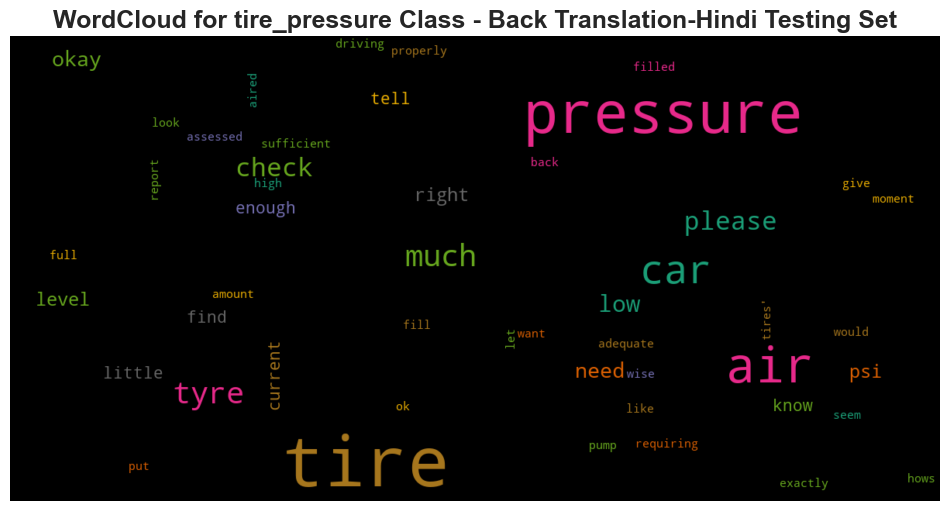 WordCloud for tire_pressure Class - Back Translation-Hindi Testing Set
driving
properly
okay
filled
aired
tell
pressure
look
assessed
sufficient
check
back
report
high
give
right
moment
enough
please
much
full
car
level
amount
low
find
fill
tires'
let
want
would
adequate
current
air
little
need
wise
psi
tyre
ok
like
know
seem
tire
pump
requiring
put
exactly
hows